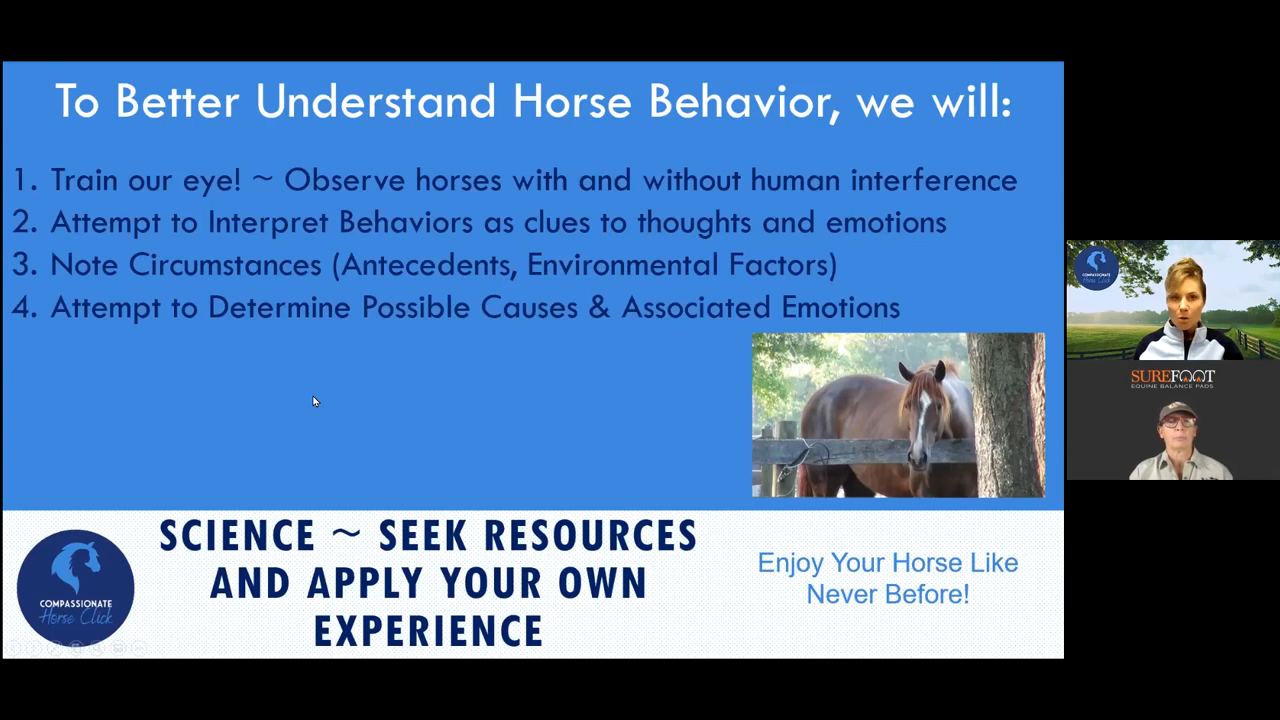 To Better Understand Horse Behavior, we will:
1. Train our eye! ~ Observe horses with and without human interference
2. Attempt to Interpret Behaviors as clues to thoughts and emotions
3. Note Circumstances (Antecedents, Environmental Factors)
4. Attempt to Determine Possible Causes & Associated Emotions
COMPASSIONATE
Horse Click
SUREFOOT
EQUINE BALANCE PADS
COMPASSIONATE
Horse Click
SCIENCE ~ SEEK RESOURCES
AND APPLY YOUR OWN
EXPERIENCE
Enjoy Your Horse Like
Never Before!